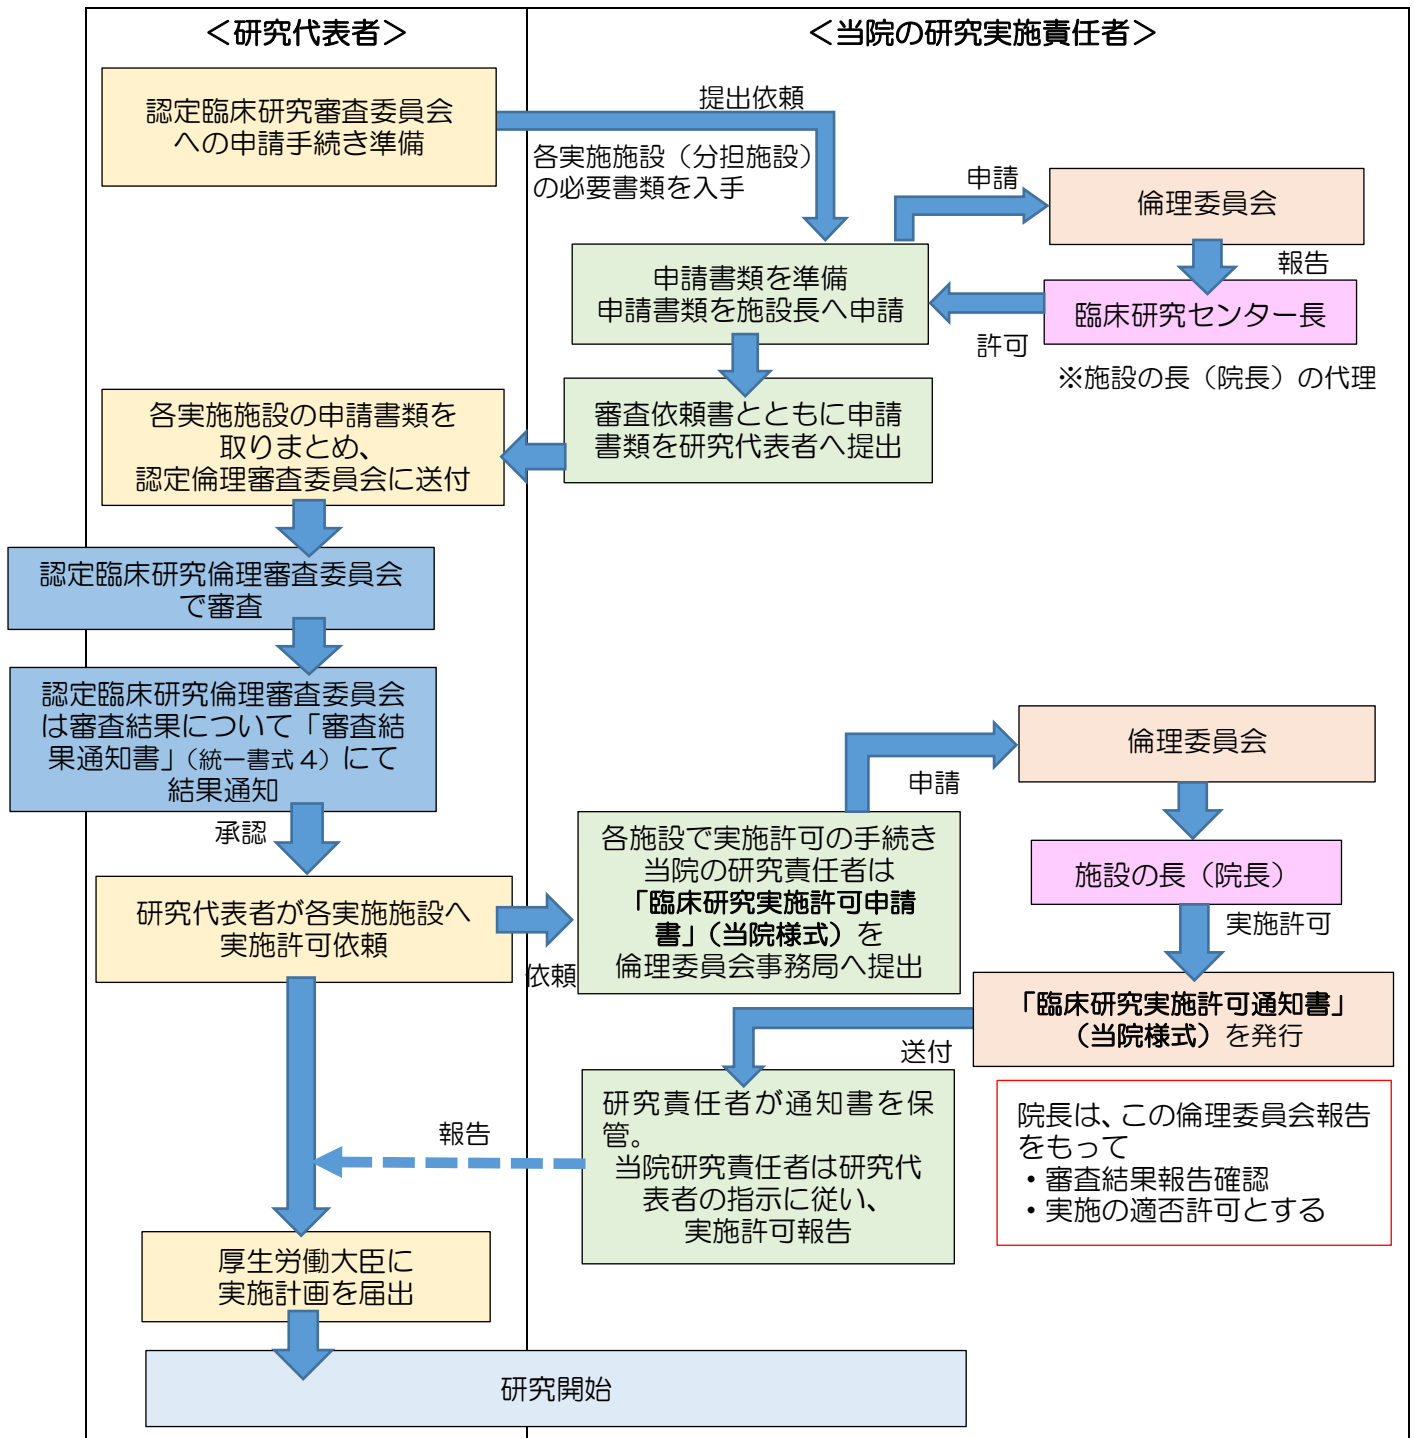 ＜研究代表者＞
＜当院の研究実施責任者＞
認定臨床研究審査委員会
への申請手続き準備
提出依頼
各実施施設（分担施設）
の必要書類を入手
申請
倫理委員会
報告
申請書類を準備
申請書類を施設長へ申請
臨床研究センター長
許可
※施設の長（院長）の代理
各実施施設の申請書類を
取りまとめ、
認定倫理審査委員会に送付
審査依頼書とともに申請
書類を研究代表者へ提出
認定臨床研究倫理審査委員会
で審査
認定臨床研究倫理審査委員会
は審査結果について「審査結
果通知書」（統一書式４）にて
結果通知
承認
研究代表者が各実施施設へ
実施許可依頼
依頼
各施設で実施許可の手続き
当院の研究責任者は
「臨床研究実施許可申請
書」（当院様式）を
倫理委員会事務局へ提出
申請
倫理委員会
施設の長（院長）
実施許可
「臨床研究実施許可通知書」
（当院様式）を発行
送付
研究責任者が通知書を保
管。
当院研究責任者は研究代
表者の指示に従い、
実施許可報告
報告
院長は、この倫理委員会報告
をもって
・審査結果報告確認
・実施の適否許可とする
厚生労働大臣に
実施計画を届出
研究開始